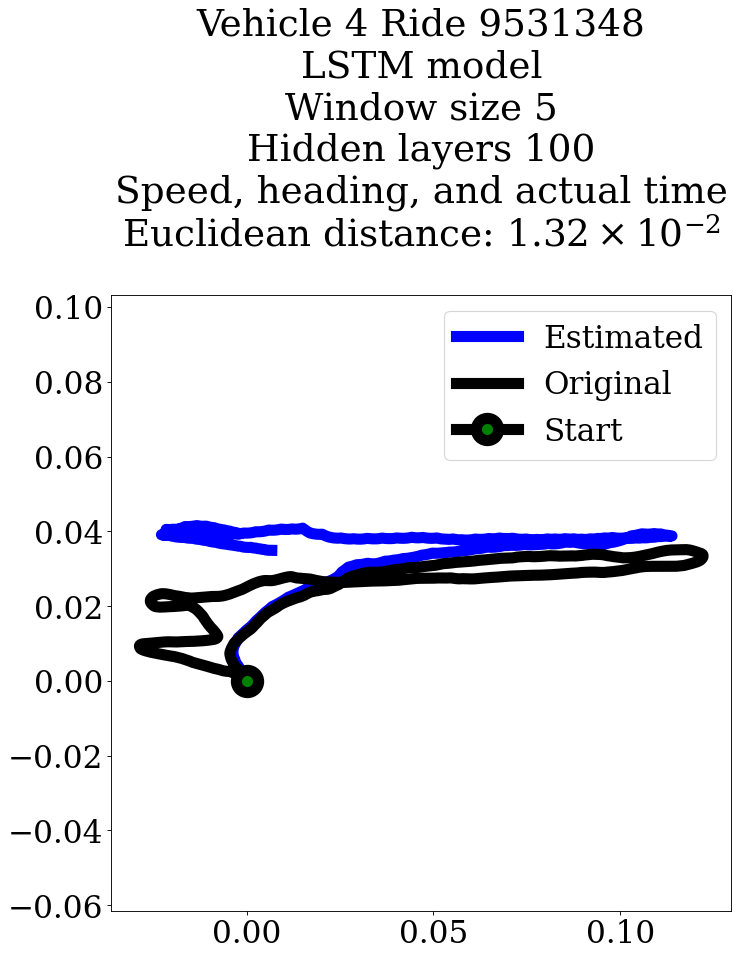 Vehicle 4 Ride 9531348
LSTM model
Window size 5
Hidden layers 100
Speed, heading, and actual time
Euclidean distance: 1.32 × 10⁻²
Estimated
Original
Start
0.10
0.08
0.06
0.04
0.02
0.00
−0.02
−0.04
−0.06
0.00 0.05 0.10